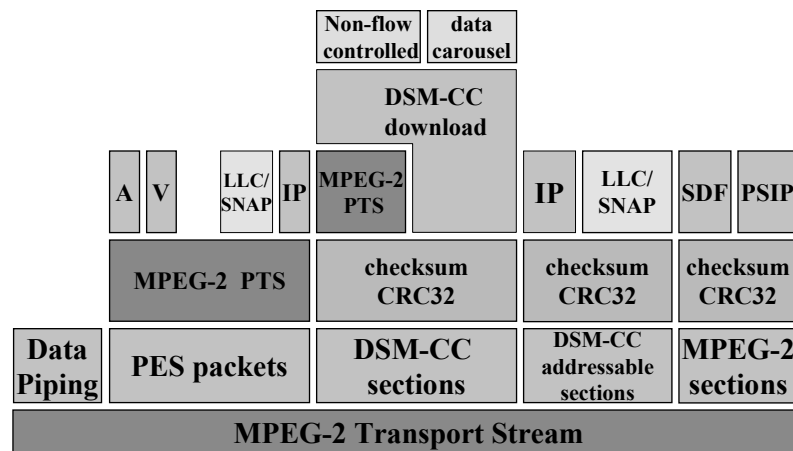 Non-flow
controlled
data
carousel
DSM-CC
download
A
V
LLC/
SNAP
IP
MPEG-2
PTS
IP
LLC/
SNAP
SDF
PSIP
MPEG-2 PTS
checksum
CRC32
checksum
CRC32
checksum
CRC32
Data
Piping
PES packets
DSM-CC
sections
DSM-CC
addressable
sections
MPEG-2
sections
MPEG-2 Transport Stream